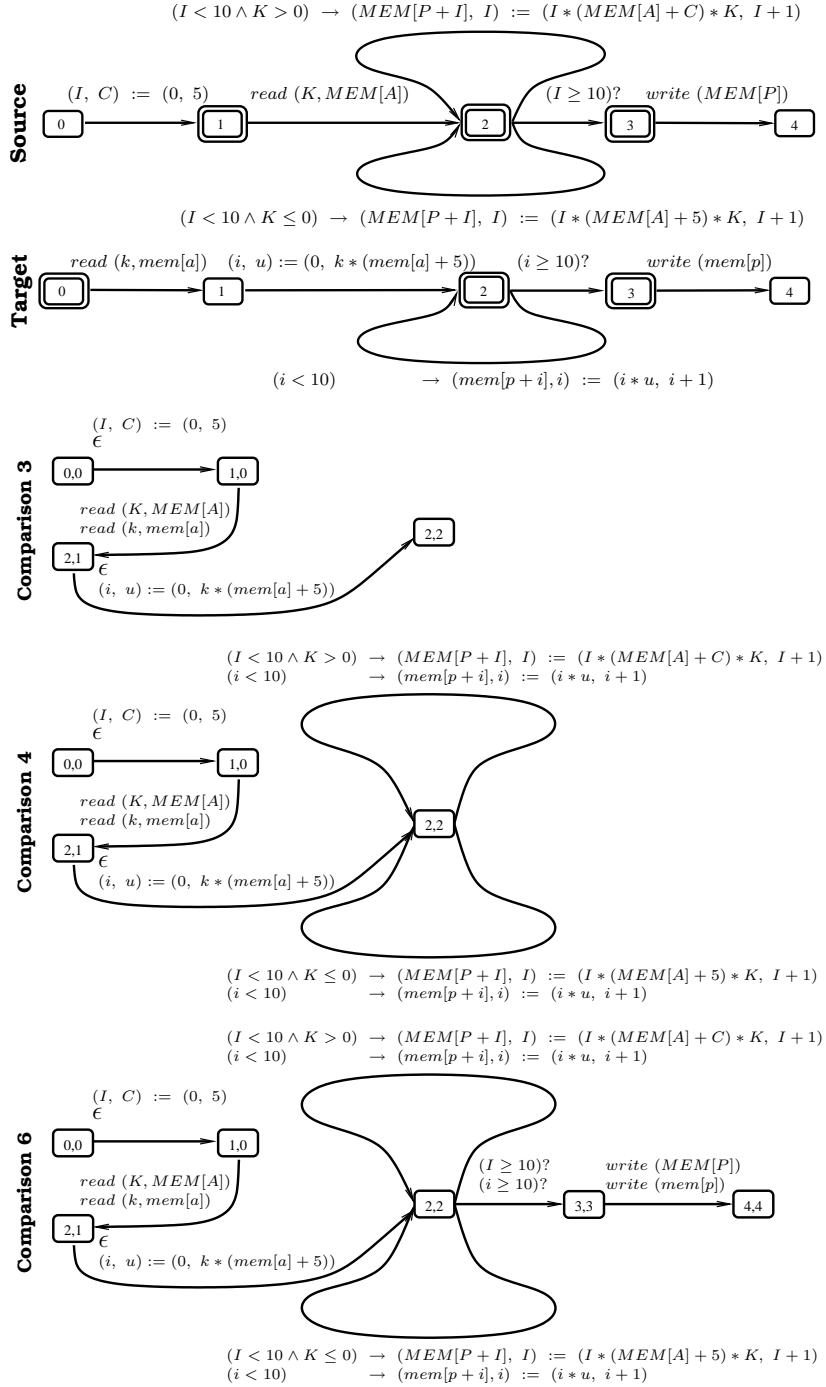 (I < 10 ∧ K > 0) → (MEM[P + I], I) := (I ∗ (MEM[A] + C) ∗ K, I + 1)
Source
(I, C) := (0, 5) read (K, MEM[A]) (I ≥ 10)? write (MEM[P])
0 1 2 3 4
(I < 10 ∧ K ≤ 0) → (MEM[P + I], I) := (I ∗ (MEM[A] + 5) ∗ K, I + 1)
Target
read (k, mem[a]) (i, u) := (0, k ∗ (mem[a] + 5)) (i ≥ 10)? write (mem[p])
0 1 2 3 4
(i < 10) → (mem[p + i], i) := (i ∗ u, i + 1)
Comparison 3
(I, C) := (0, 5)
ϵ
0,0 1,0
read (K, MEM[A])
read (k, mem[a])
2,2
2,1
ϵ
(i, u) := (0, k ∗ (mem[a] + 5))
(I < 10 ∧ K > 0) → (MEM[P + I], I) := (I ∗ (MEM[A] + C) ∗ K, I + 1)
(i < 10) → (mem[p + i], i) := (i ∗ u, i + 1)
Comparison 4
(I, C) := (0, 5)
ϵ
0,0 1,0
read (K, MEM[A])
read (k, mem[a])
2,2
2,1
ϵ
(i, u) := (0, k ∗ (mem[a] + 5))
(I < 10 ∧ K ≤ 0) → (MEM[P + I], I) := (I ∗ (MEM[A] + 5) ∗ K, I + 1)
(i < 10) → (mem[p + i], i) := (i ∗ u, i + 1)
(I < 10 ∧ K > 0) → (MEM[P + I], I) := (I ∗ (MEM[A] + C) ∗ K, I + 1)
(i < 10) → (mem[p + i], i) := (i ∗ u, i + 1)
Comparison 6
(I, C) := (0, 5)
ϵ
0,0 1,0
(I ≥ 10)? write (MEM[P])
(i ≥ 10)? write (mem[p])
read (K, MEM[A])
read (k, mem[a])
2,2 3,3 4,4
2,1
ϵ
(i, u) := (0, k ∗ (mem[a] + 5))
(I < 10 ∧ K ≤ 0) → (MEM[P + I], I) := (I ∗ (MEM[A] + 5) ∗ K, I + 1)
(i < 10) → (mem[p + i], i) := (i ∗ u, i + 1)